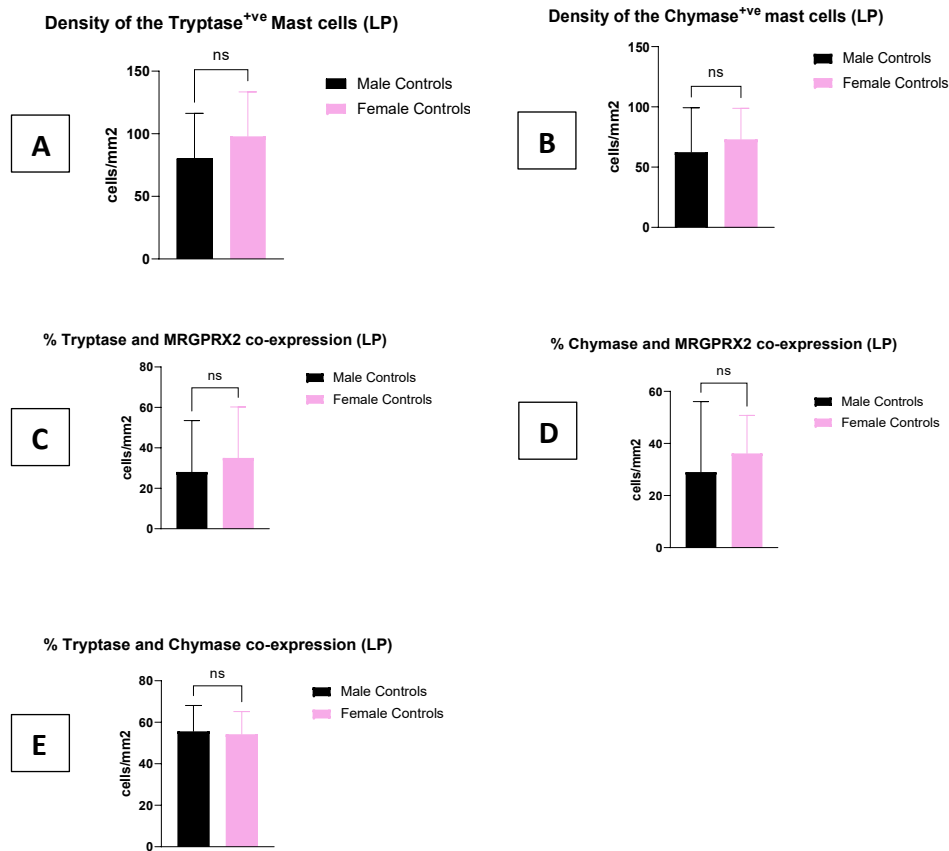 Density of the Tryptase+ve Mast cells (LP)
ns
150
100
50
0
cells/mm2
Male Controls
Female Controls
A
Density of the Chymase+ve mast cells (LP)
ns
150
100
50
0
cells/mm2
Male Controls
Female Controls
B
% Tryptase and MRGPRX2 co-expression (LP)
ns
80
60
40
20
0
cells/mm2
Male Controls
Female Controls
C
% Chymase and MRGPRX2 co-expression (LP)
ns
60
40
20
0
cells/mm2
Male Controls
Female Controls
D
% Tryptase and Chymase co-expression (LP)
ns
80
60
40
20
0
cells/mm2
Male Controls
Female Controls
E